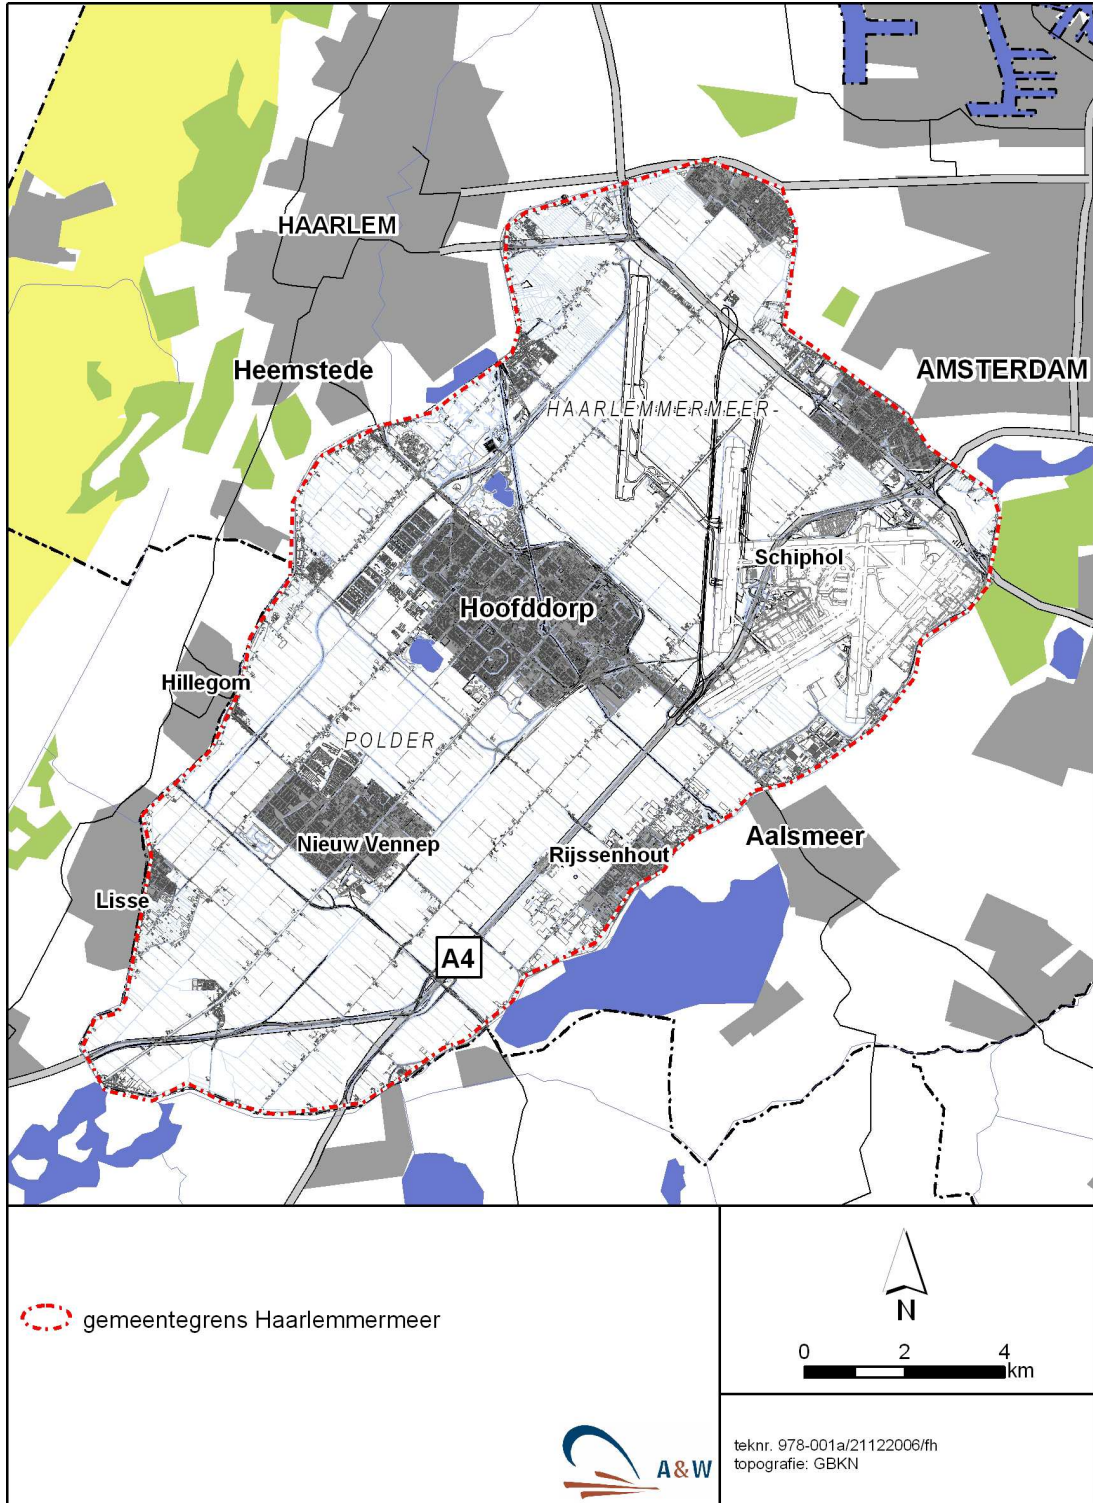 HAARLEM
Heemstede
AMSTERDAM
HAARLEMMERMEER-
Schiphol
Hoofddorp
Hillegom
POLDER
Aalsmeer
Nieuw Vennep
Rijssenhout
Lisse
A4
gemeentegrens Haarlemmermeer
N
0 2 4
km
A&W
teknr. 978-001a/21122006/fh
topografie: GBKN